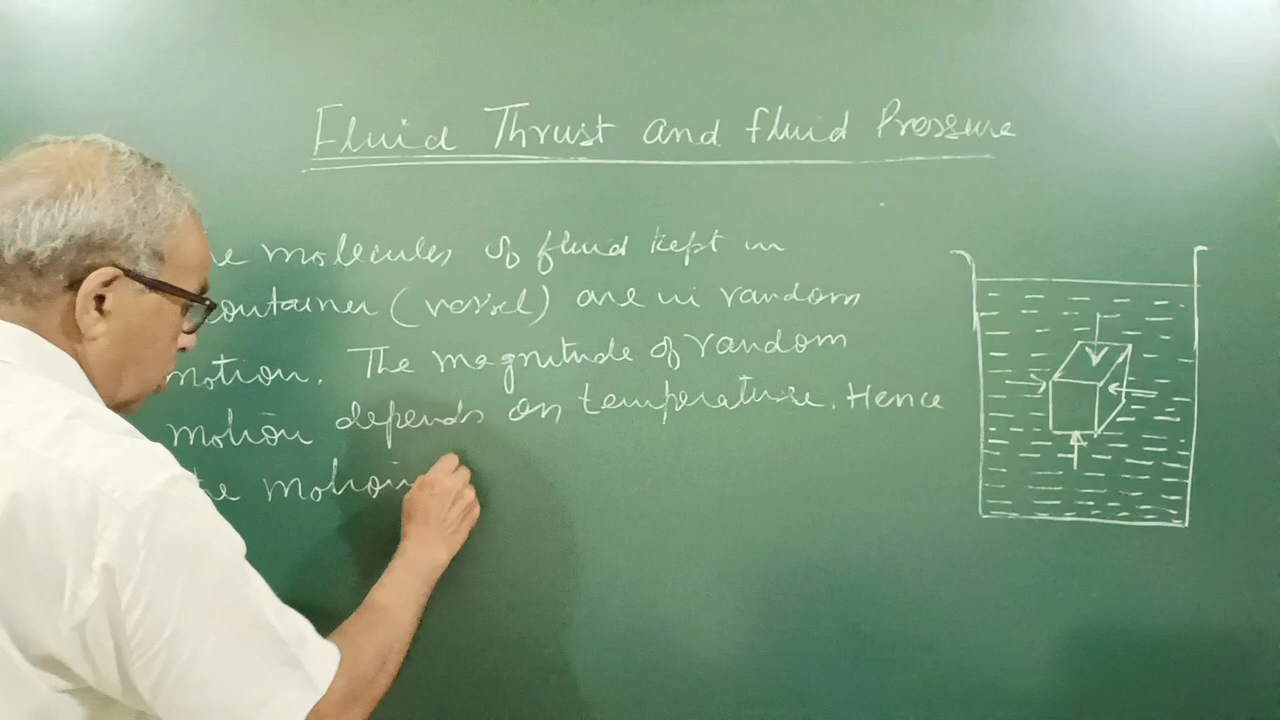 Fluid Thrust and fluid Pressure
molecules of fluid kept in
container (vessel) are in random
motion. The magnitude of random
motion depends on temperature. Hence
motion